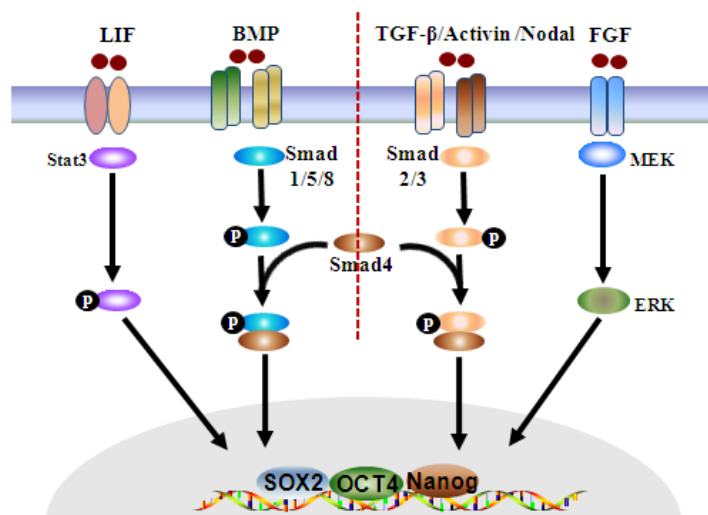 LIF
BMP
TGF-β/Activin /Nodal
FGF
Stat3
Smad
1/5/8
Smad
2/3
MEK
P
P
Smad4
P
P
P
ERK
SOX2
OCT4
Nanog